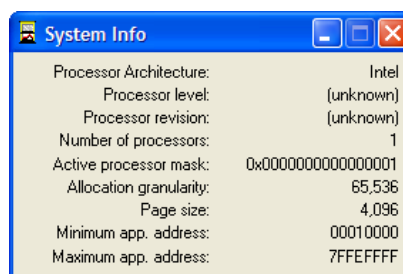 System Info
Processor Architecture: Intel
Processor level: (unknown)
Processor revision: (unknown)
Number of processors: 1
Active processor mask: 0x0000000000000001
Allocation granularity: 65,536
Page size: 4,096
Minimum app. address: 00010000
Maximum app. address: 7FFEFFFF